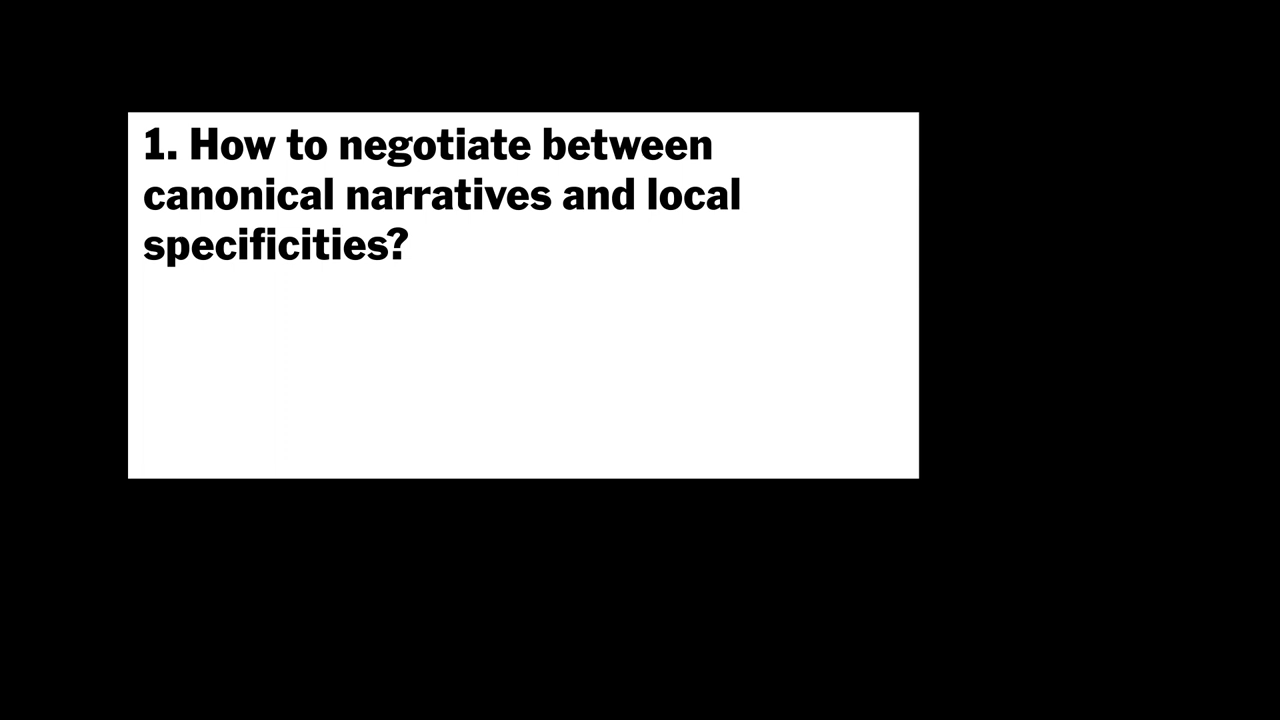 1. How to negotiate between
canonical narratives and local
specificities?